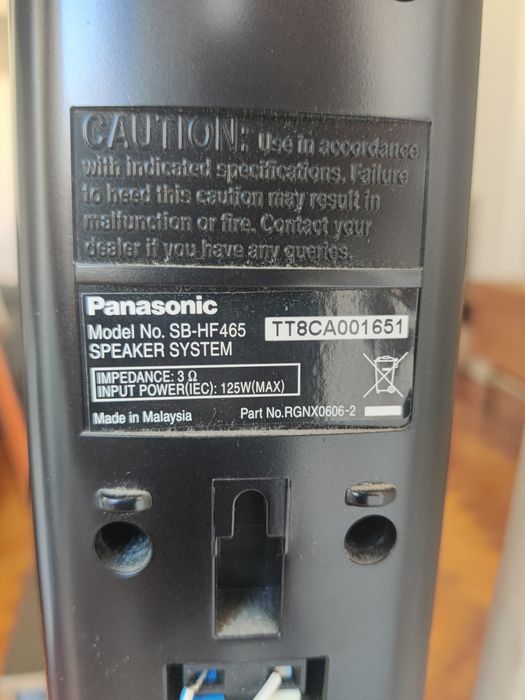 CAUTION: Use in accordance
with indicated specifications. Failure
to heed this caution may result in
malfunction or fire. Contact your
dealer if you have any queries.
Panasonic
Model No. SB-HF465 TT8CA001651
SPEAKER SYSTEM
IMPEDANCE: 3 Ω
INPUT POWER(IEC): 125W(MAX)
Made in Malaysia Part No.RGNX0606-2